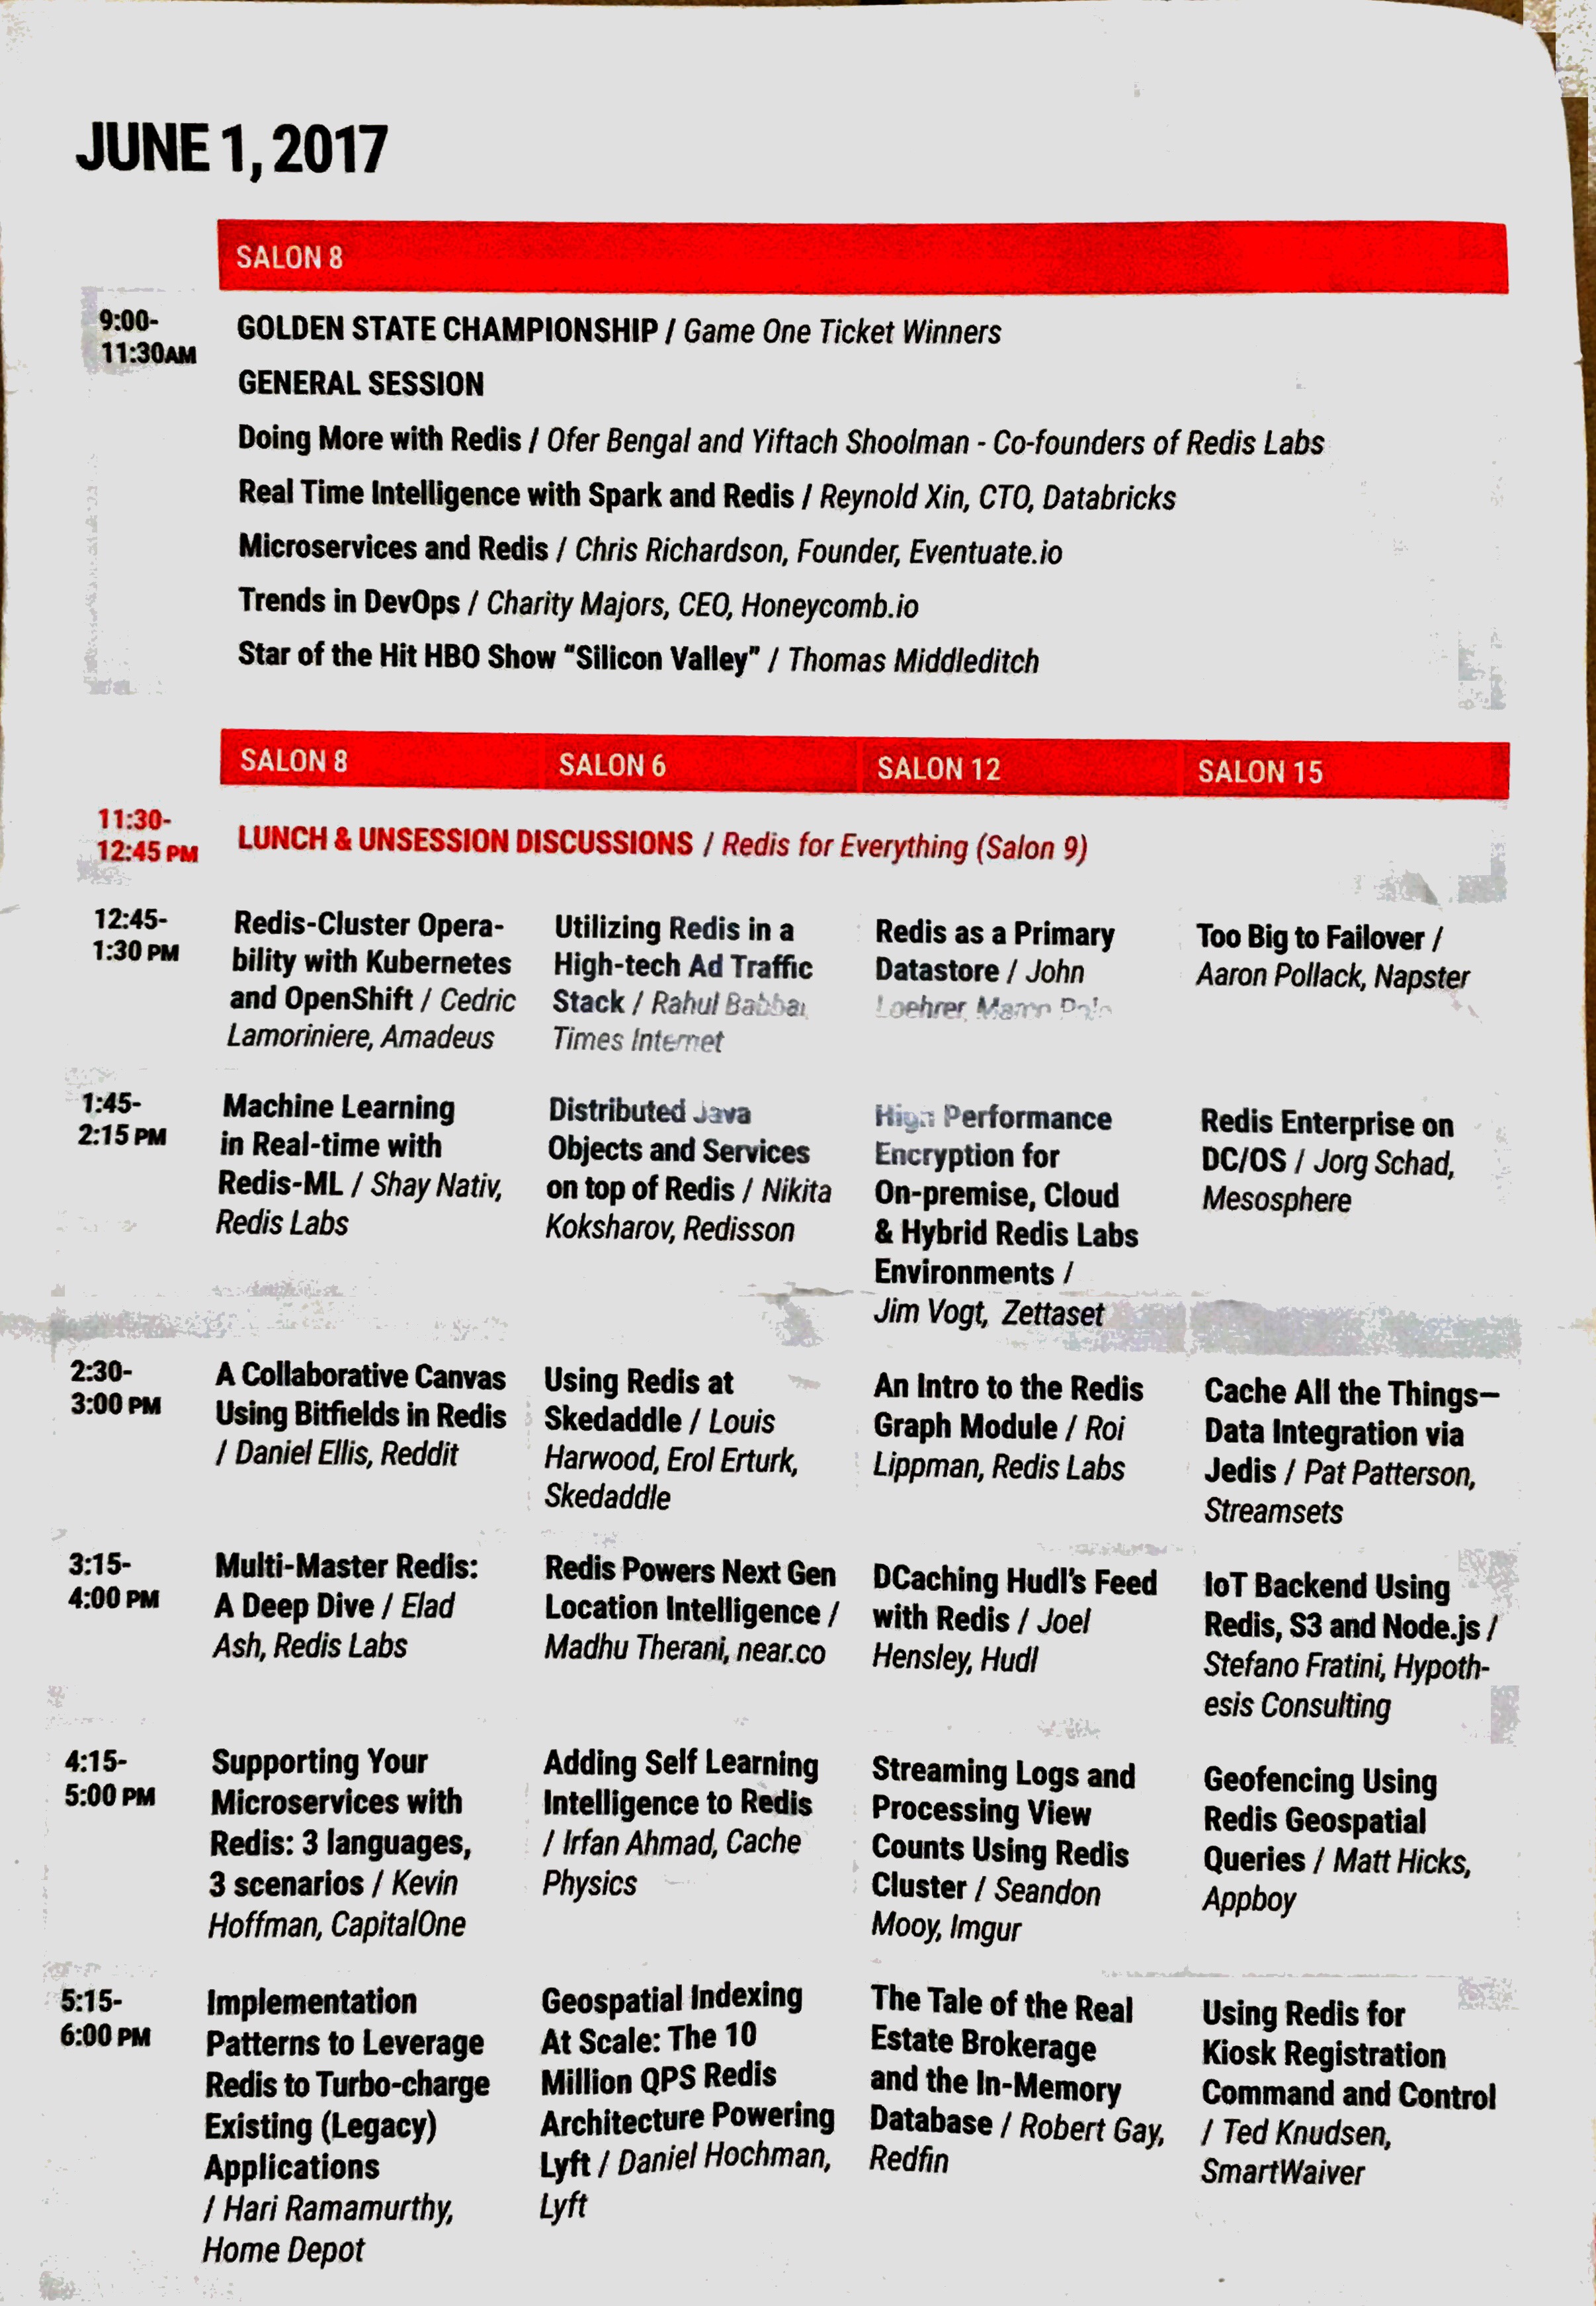 JUNE 1, 2017
SALON 8
9:00-
11:30AM
GOLDEN STATE CHAMPIONSHIP / Game One Ticket Winners
GENERAL SESSION
Doing More with Redis / Ofer Bengal and Yiftach Shoolman - Co-founders of Redis Labs
Real Time Intelligence with Spark and Redis / Reynold Xin, CTO, Databricks
Microservices and Redis / Chris Richardson, Founder, Eventuate.io
Trends in DevOps / Charity Majors, CEO, Honeycomb.io
Star of the Hit HBO Show “Silicon Valley” / Thomas Middleditch
SALON 8
SALON 6
SALON 12
SALON 15
11:30-
12:45 PM
LUNCH & UNSESSION DISCUSSIONS / Redis for Everything (Salon 9)
12:45-
1:30 PM
Redis-Cluster Opera-
bility with Kubernetes
and OpenShift / Cedric
Lamoriniere, Amadeus
Utilizing Redis in a
High-tech Ad Traffic
Stack / Rahul
Times Internet
Redis as a Primary
Datastore / John
Loehrer,
Too Big to Failover /
Aaron Pollack, Napster
1:45-
2:15 PM
Machine Learning
in Real-time with
Redis-ML / Shay Nativ,
Redis Labs
Distributed Java
Objects and Services
on top of Redis / Nikita
Koksharov, Redisson
High Performance
Encryption for
On-premise, Cloud
& Hybrid Redis Labs
Environments /
Jim Vogt, Zettaset
Redis Enterprise on
DC/OS / Jorg Schad,
Mesosphere
2:30-
3:00 PM
A Collaborative Canvas
Using Bitfields in Redis
/ Daniel Ellis, Reddit
Using Redis at
Skedaddle / Louis
Harwood, Erol Erturk,
Skedaddle
An Intro to the Redis
Graph Module / Roi
Lippman, Redis Labs
Cache All the Things—
Data Integration via
Jedis / Pat Patterson,
Streamsets
3:15-
4:00 PM
Multi-Master Redis:
A Deep Dive / Elad
Ash, Redis Labs
Redis Powers Next Gen
Location Intelligence /
Madhu Therani, near.co
DCaching Hudl’s Feed
with Redis / Joel
Hensley, Hudl
IoT Backend Using
Redis, S3 and Node.js /
Stefano Fratini, Hypoth-
esis Consulting
4:15-
5:00 PM
Supporting Your
Microservices with
Redis: 3 languages,
3 scenarios / Kevin
Hoffman, CapitalOne
Adding Self Learning
Intelligence to Redis
/ Irfan Ahmad, Cache
Physics
Streaming Logs and
Processing View
Counts Using Redis
Cluster / Seandon
Mooy, Imgur
Geofencing Using
Redis Geospatial
Queries / Matt Hicks,
Appboy
5:15-
6:00 PM
Implementation
Patterns to Leverage
Redis to Turbo-charge
Existing (Legacy)
Applications
/ Hari Ramamurthy,
Home Depot
Geospatial Indexing
At Scale: The 10
Million QPS Redis
Architecture Powering
Lyft / Daniel Hochman,
Lyft
The Tale of the Real
Estate Brokerage
and the In-Memory
Database / Robert Gay,
Redfin
Using Redis for
Kiosk Registration
Command and Control
/ Ted Knudsen,
SmartWaiver